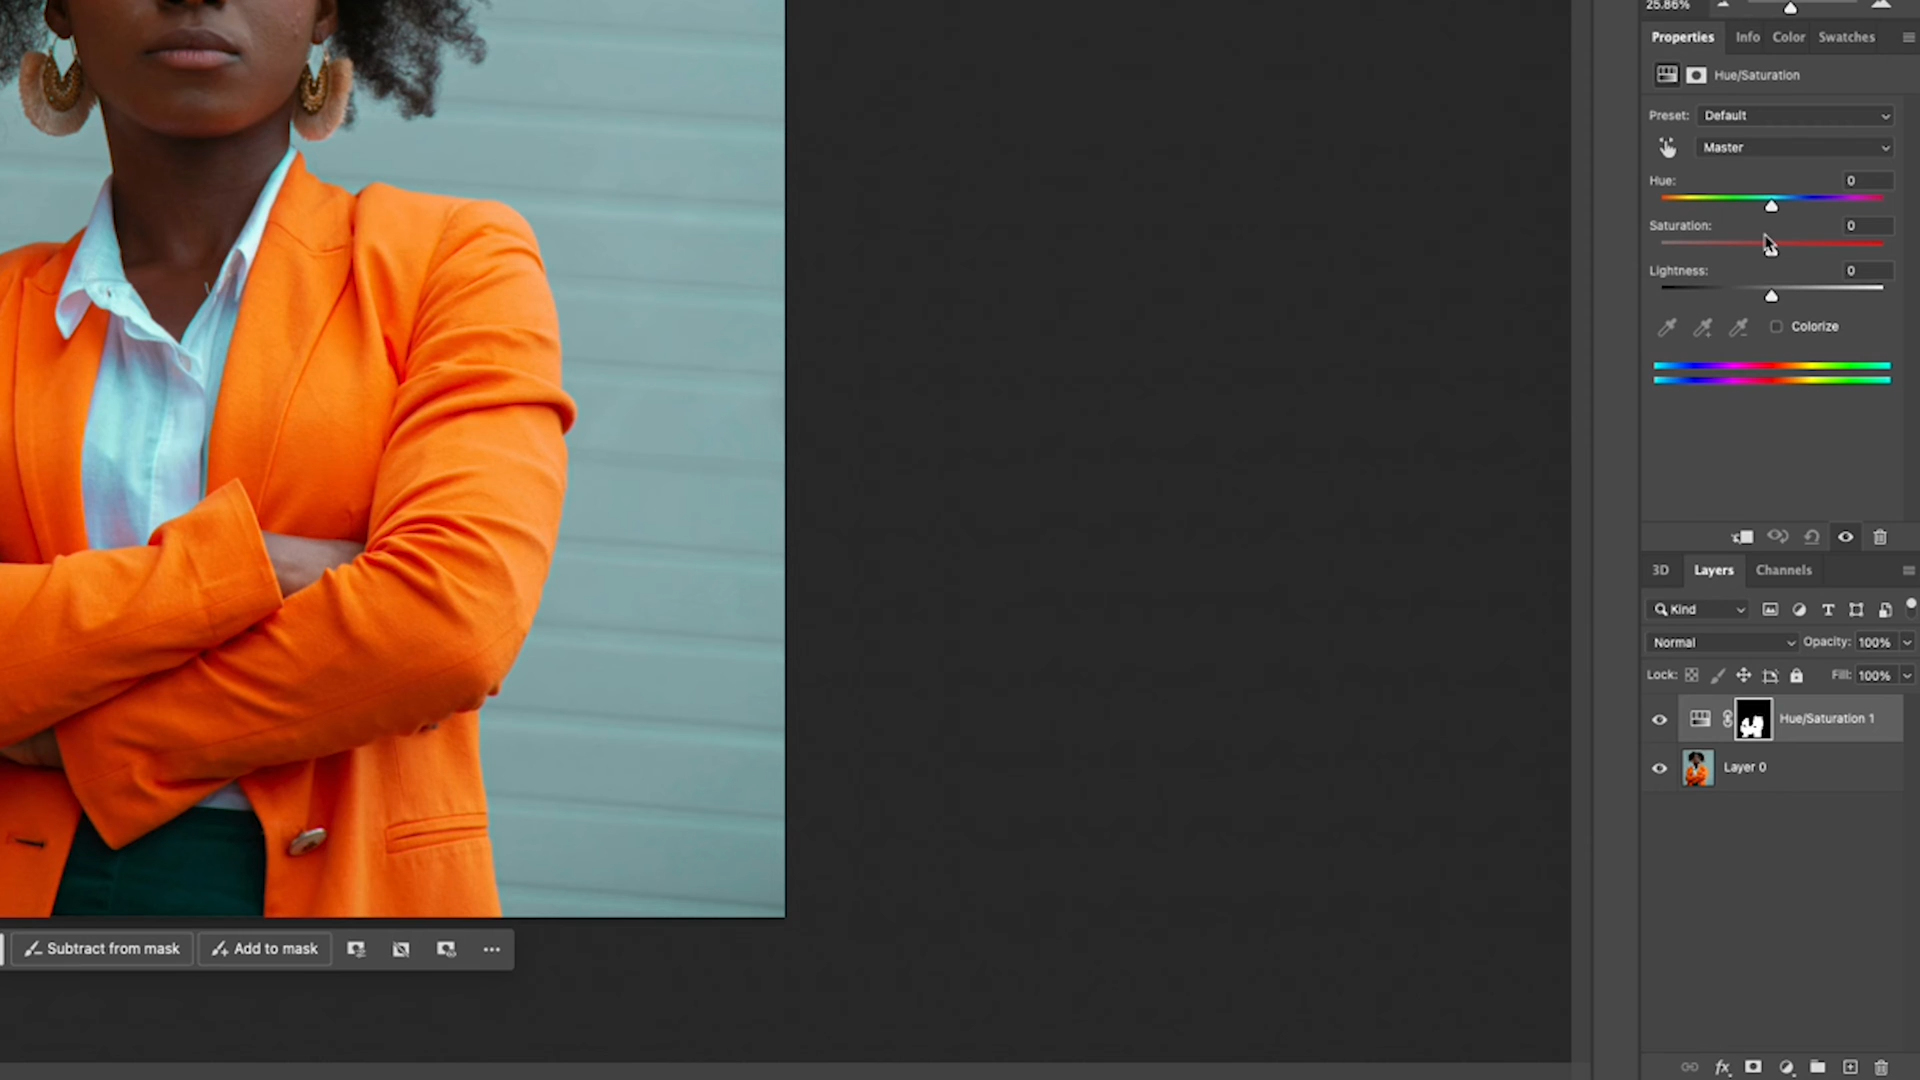 25.86%
Properties Info Color Swatches
Hue/Saturation
Preset: Default
Master
Hue: 0
Saturation: 0
Lightness: 0
Colorize
3D Layers Channels
Kind T
Normal Opacity: 100%
Lock: Fill: 100%
Hue/Saturation 1
Layer 0
Subtract from mask Add to mask
fx